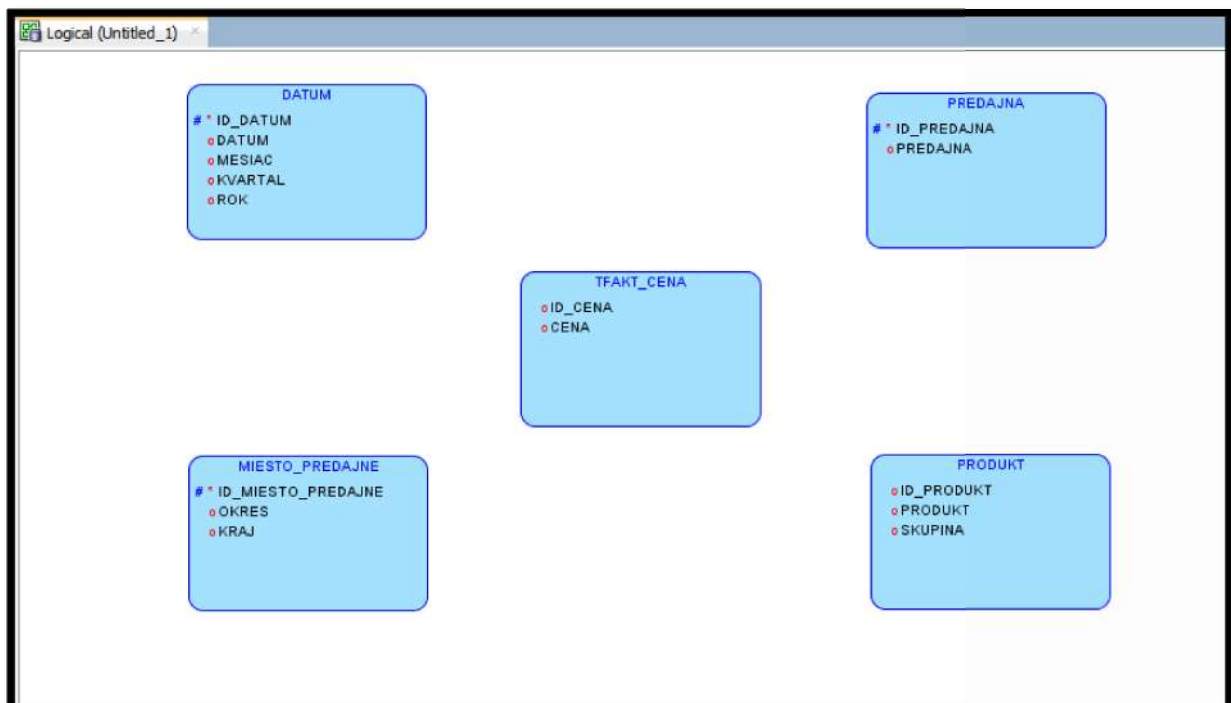 Logical (Untitled_1)
DATUM
# * ID_DATUM
o DATUM
o MESIAC
o KVARTAL
o ROK
PREDAJNA
# * ID_PREDAJNA
o PREDAJNA
TFAKT_CENA
o ID_CENA
o CENA
MIESTO_PREDAJNE
# * ID_MIESTO_PREDAJNE
o OKRES
o KRAJ
PRODUKT
o ID_PRODUKT
o PRODUKT
o SKUPINA